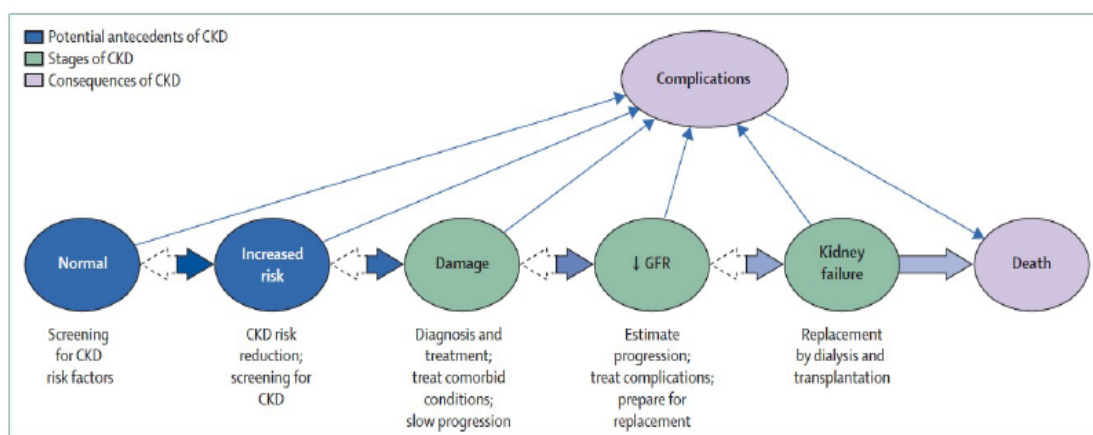 Potential antecedents of CKD
Stages of CKD
Consequences of CKD
Complications
Normal
Increased
risk
Damage
↓ GFR
Kidney
failure
Death
Screening
for CKD
risk factors
CKD risk
reduction;
screening for
CKD
Diagnosis and
treatment;
treat comorbid
conditions;
slow progression
Estimate
progression;
treat complications;
prepare for
replacement
Replacement
by dialysis and
transplantation